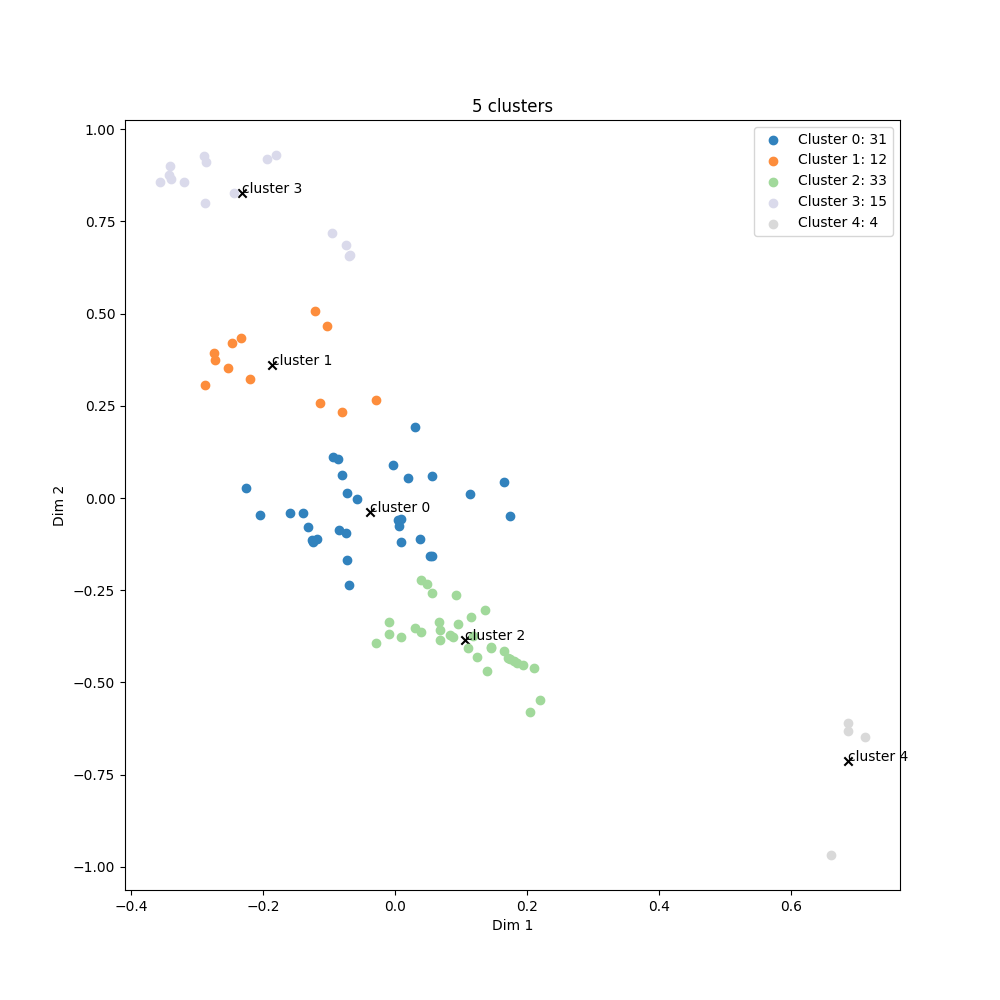 5 clusters
1.00
0.75
0.50
0.25
0.00
−0.25
−0.50
−0.75
−1.00
Dim 2
Cluster 0: 31
Cluster 1: 12
Cluster 2: 33
Cluster 3: 15
Cluster 4: 4
cluster 3
cluster 1
cluster 0
cluster 2
cluster 4
−0.4
−0.2
0.0
0.2
0.4
0.6
Dim 1